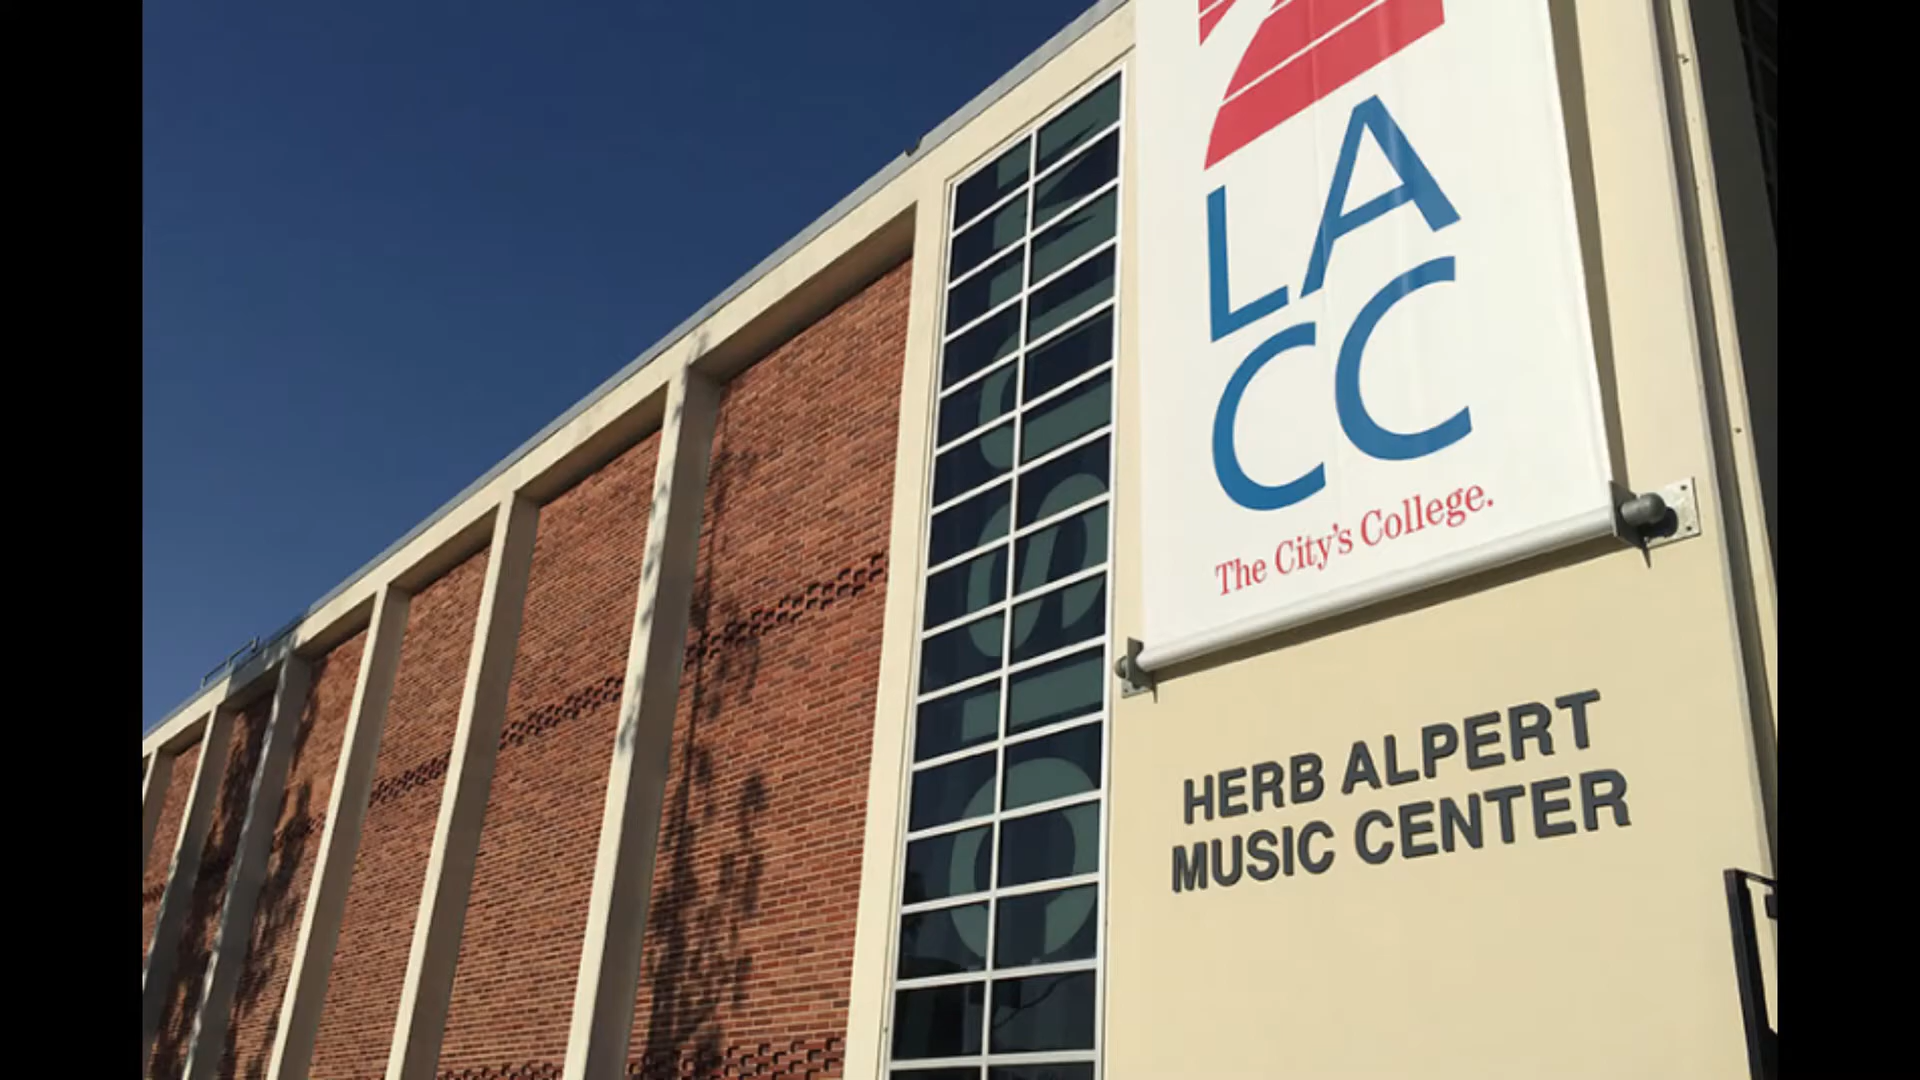 LA
CC
The City's College.
HERB ALPERT
MUSIC CENTER